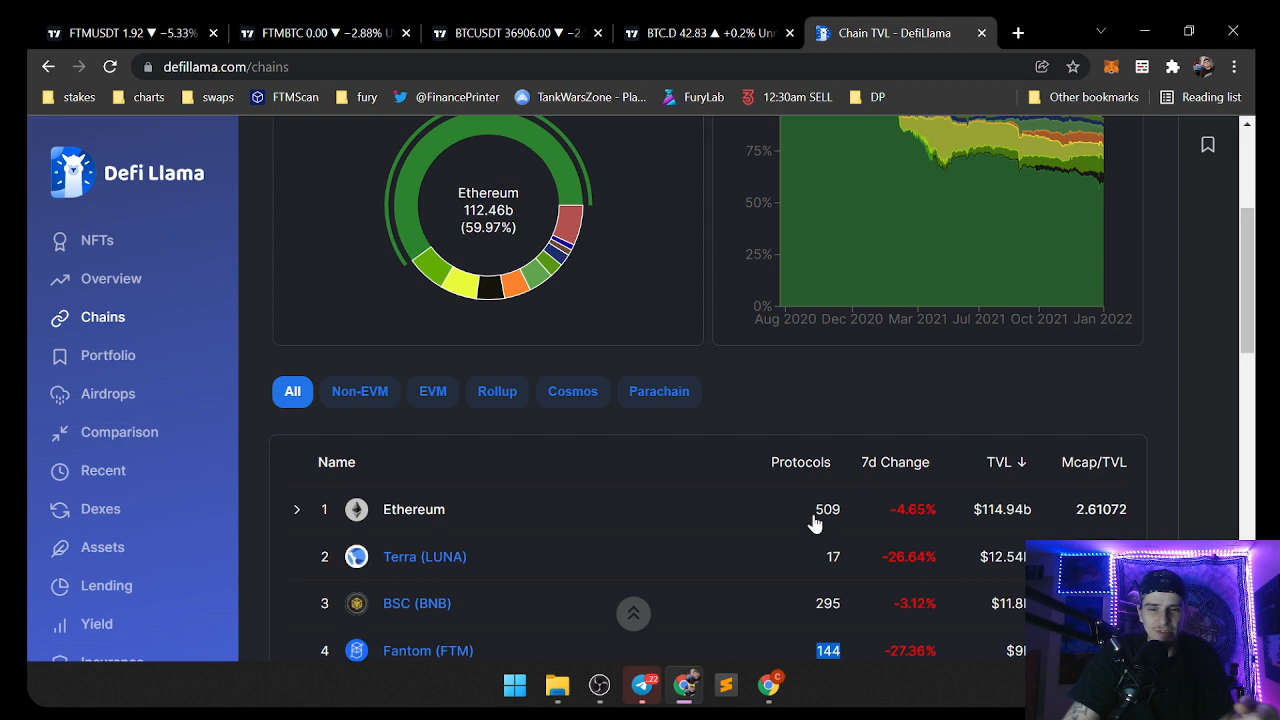 FTMUSDT 1.92 ▼ −5.33%
FTMBTC 0.00 ▼ −2.88% U
BTCUSDT 36906.00 ▼ −2.
BTC.D 42.83 ▲ +0.2% Unr
Chain TVL - DefiLlama
defillama.com/chains
stakes
charts
swaps
FTMScan
fury
@FinancePrinter
TankWarsZone - Pla...
FuryLab
12:30am SELL
DP
Other bookmarks
Reading list
Defi Llama
NFTs
Overview
Chains
Portfolio
Airdrops
Comparison
Recent
Dexes
Assets
Lending
Yield
Ethereum
112.46b
(59.97%)
75%
50%
25%
0%
Aug 2020 Dec 2020 Mar 2021 Jul 2021 Oct 2021 Jan 2022
All Non-EVM EVM Rollup Cosmos Parachain
Name Protocols 7d Change TVL ↓ Mcap/TVL
1 Ethereum 509 -4.65% $114.94b 2.61072
2 Terra (LUNA) 17 -26.64% $12.54
3 BSC (BNB) 295 -3.12% $11.8
4 Fantom (FTM) 144 -27.36% $9
22
C